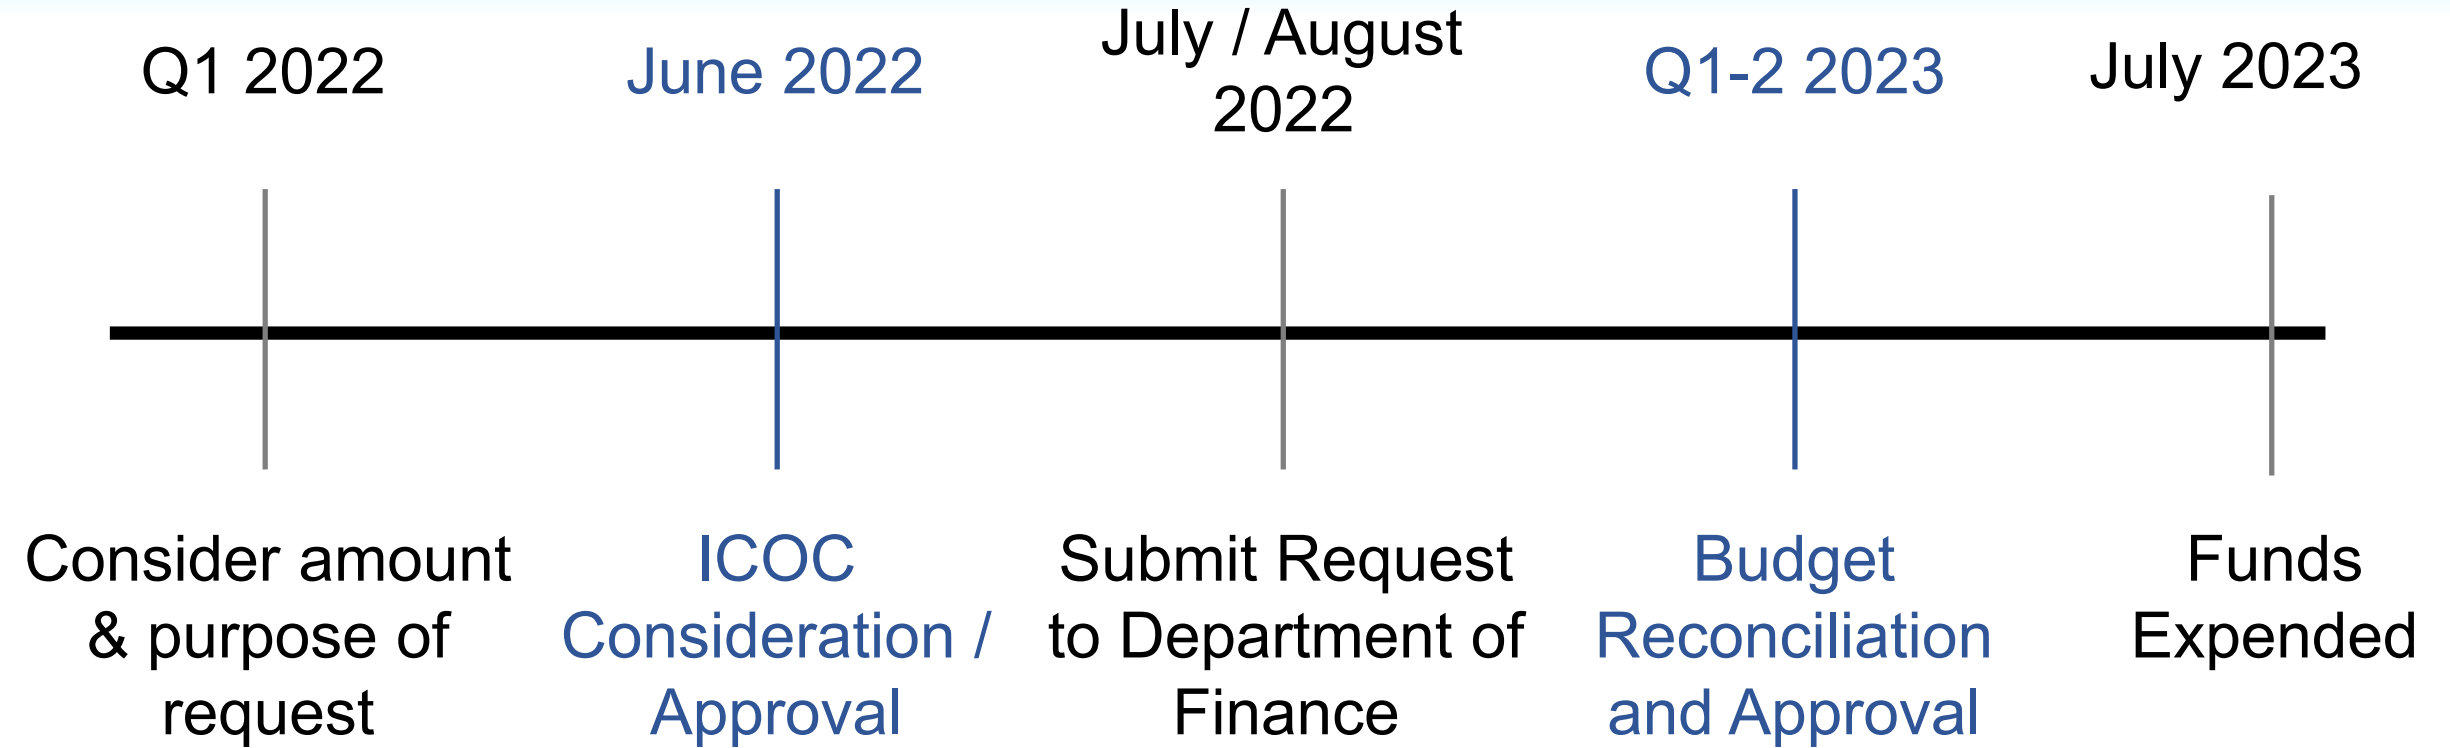 Q1 2022
June 2022
July / August
2022
Q1-2 2023
July 2023
Consider amount
& purpose of
request
ICOC
Consideration /
Approval
Submit Request
to Department of
Finance
Budget
Reconciliation
and Approval
Funds
Expended